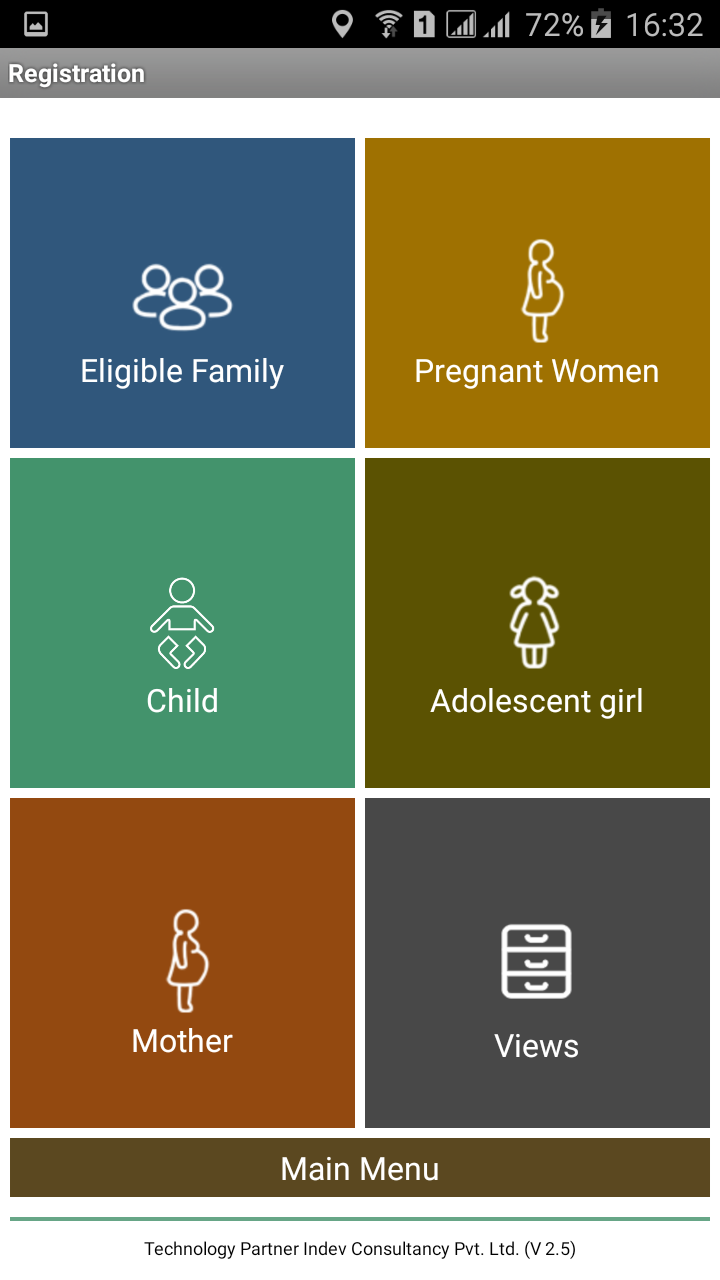 1 72% 16:32
Registration
Eligible Family
Pregnant Women
Child
Adolescent girl
Mother
Views
Main Menu
Technology Partner Indev Consultancy Pvt. Ltd. (V 2.5)